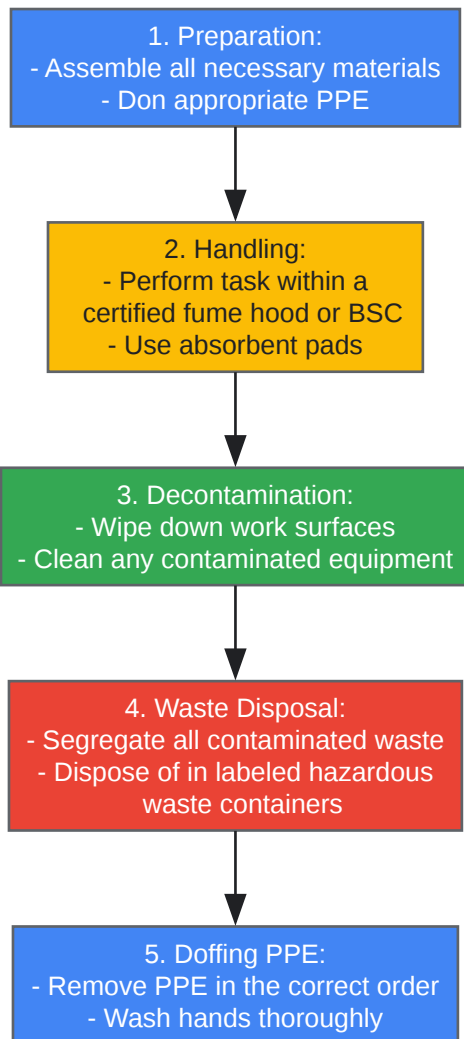 1. Preparation:
- Assemble all necessary materials
- Don appropriate PPE
2. Handling:
- Perform task within a
certified fume hood or BSC
- Use absorbent pads
3. Decontamination:
- Wipe down work surfaces
- Clean any contaminated equipment
4. Waste Disposal:
- Segregate all contaminated waste
- Dispose of in labeled hazardous
waste containers
5. Doffing PPE:
- Remove PPE in the correct order
- Wash hands thoroughly